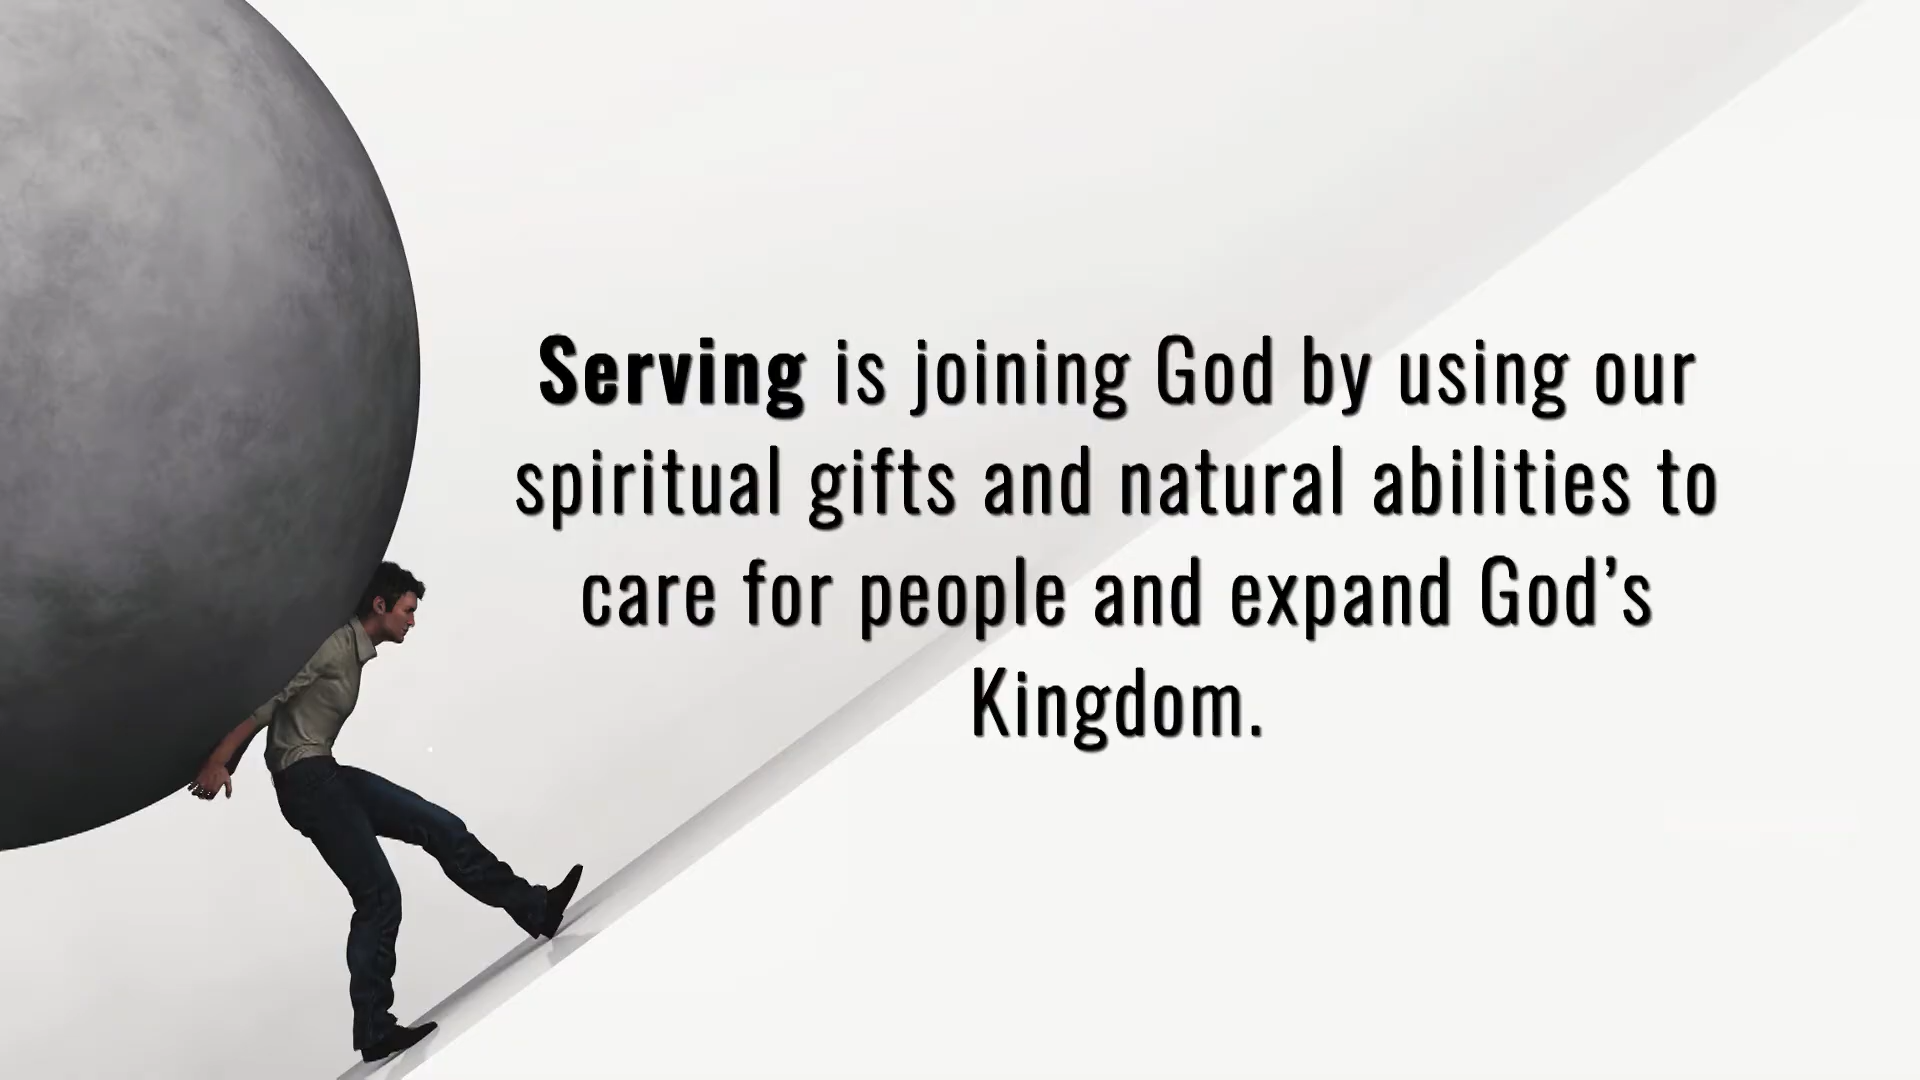 Serving is joining God by using our
spiritual gifts and natural abilities to
care for people and expand God’s
Kingdom.